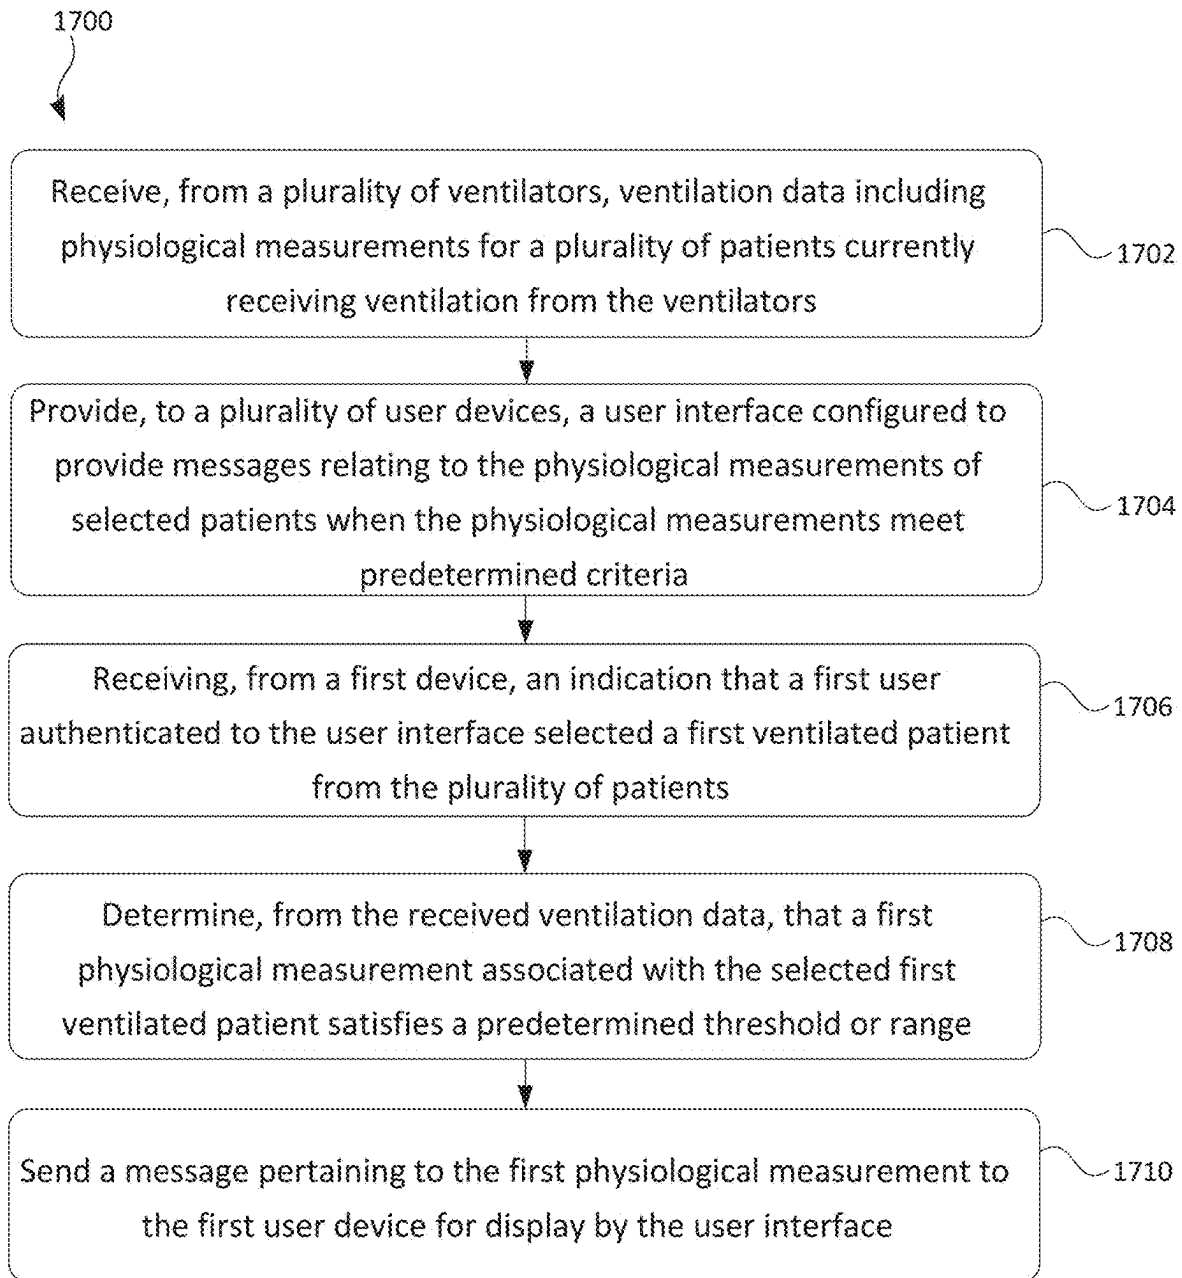 1700
Receive, from a plurality of ventilators, ventilation data including
physiological measurements for a plurality of patients currently
receiving ventilation from the ventilators
1702
Provide, to a plurality of user devices, a user interface configured to
provide messages relating to the physiological measurements of
selected patients when the physiological measurements meet
predetermined criteria
1704
Receiving, from a first device, an indication that a first user
authenticated to the user interface selected a first ventilated patient
from the plurality of patients
1706
Determine, from the received ventilation data, that a first
physiological measurement associated with the selected first
ventilated patient satisfies a predetermined threshold or range
1708
Send a message pertaining to the first physiological measurement to
the first user device for display by the user interface
1710